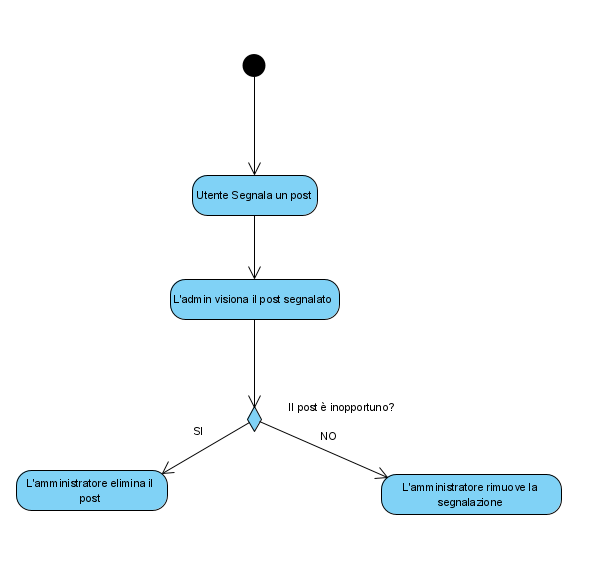 Utente Segnala un post
L'admin visiona il post segnalato
Il post è inopportuno?
SI
NO
L'amministratore elimina il
post
L'amministratore rimuove la
segnalazione